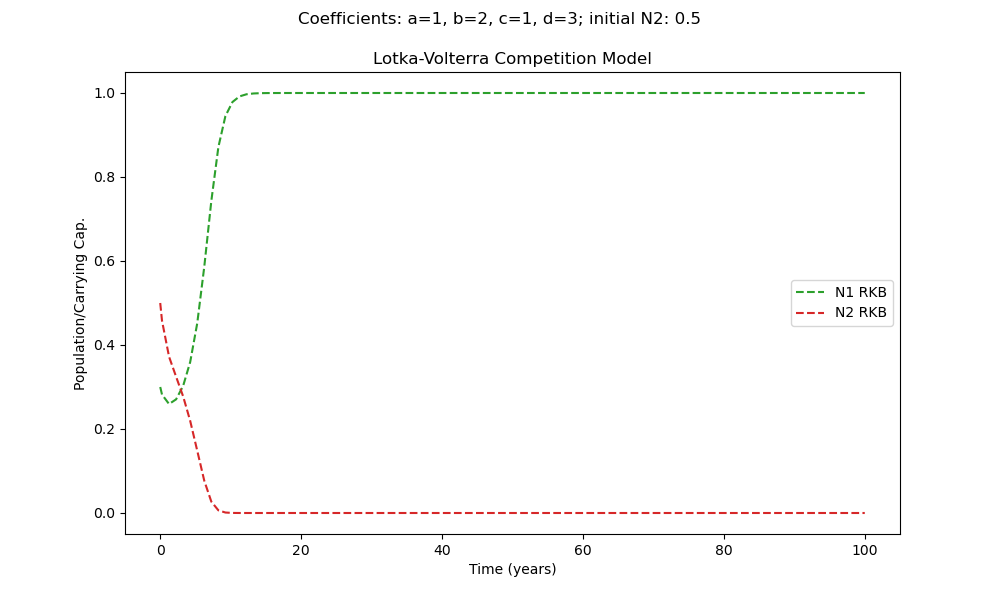 Coefficients: a=1, b=2, c=1, d=3; initial N2: 0.5
Lotka-Volterra Competition Model
1.0
0.8
0.6
0.4
0.2
0.0
Population/Carrying Cap.
N1 RKB
N2 RKB
0
20
40
60
80
100
Time (years)